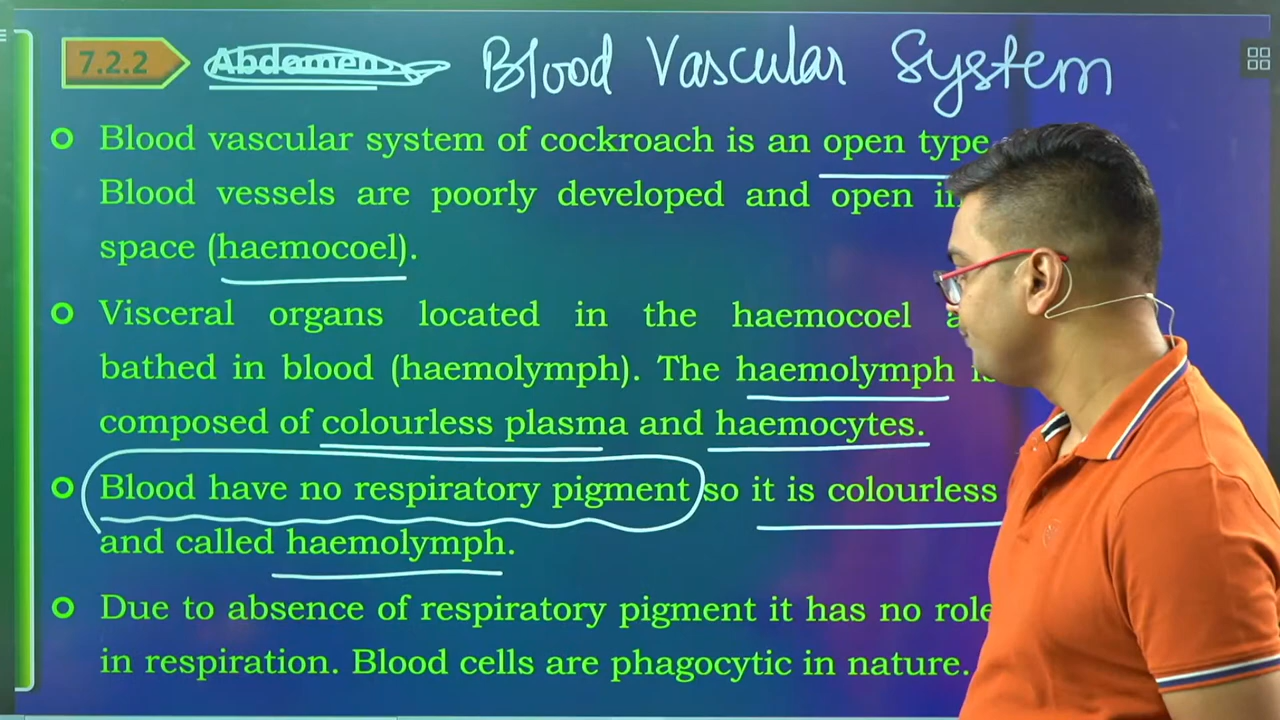 7.2.2 Abdomen Blood Vascular System
Blood vascular system of cockroach is an open type
Blood vessels are poorly developed and open
space (haemocoel).
Visceral organs located in the haemocoel
bathed in blood (haemolymph). The haemolymph
composed of colourless plasma and haemocytes.
Blood have no respiratory pigment so it is colourless
and called haemolymph.
Due to absence of respiratory pigment it has no role
in respiration. Blood cells are phagocytic in nature.